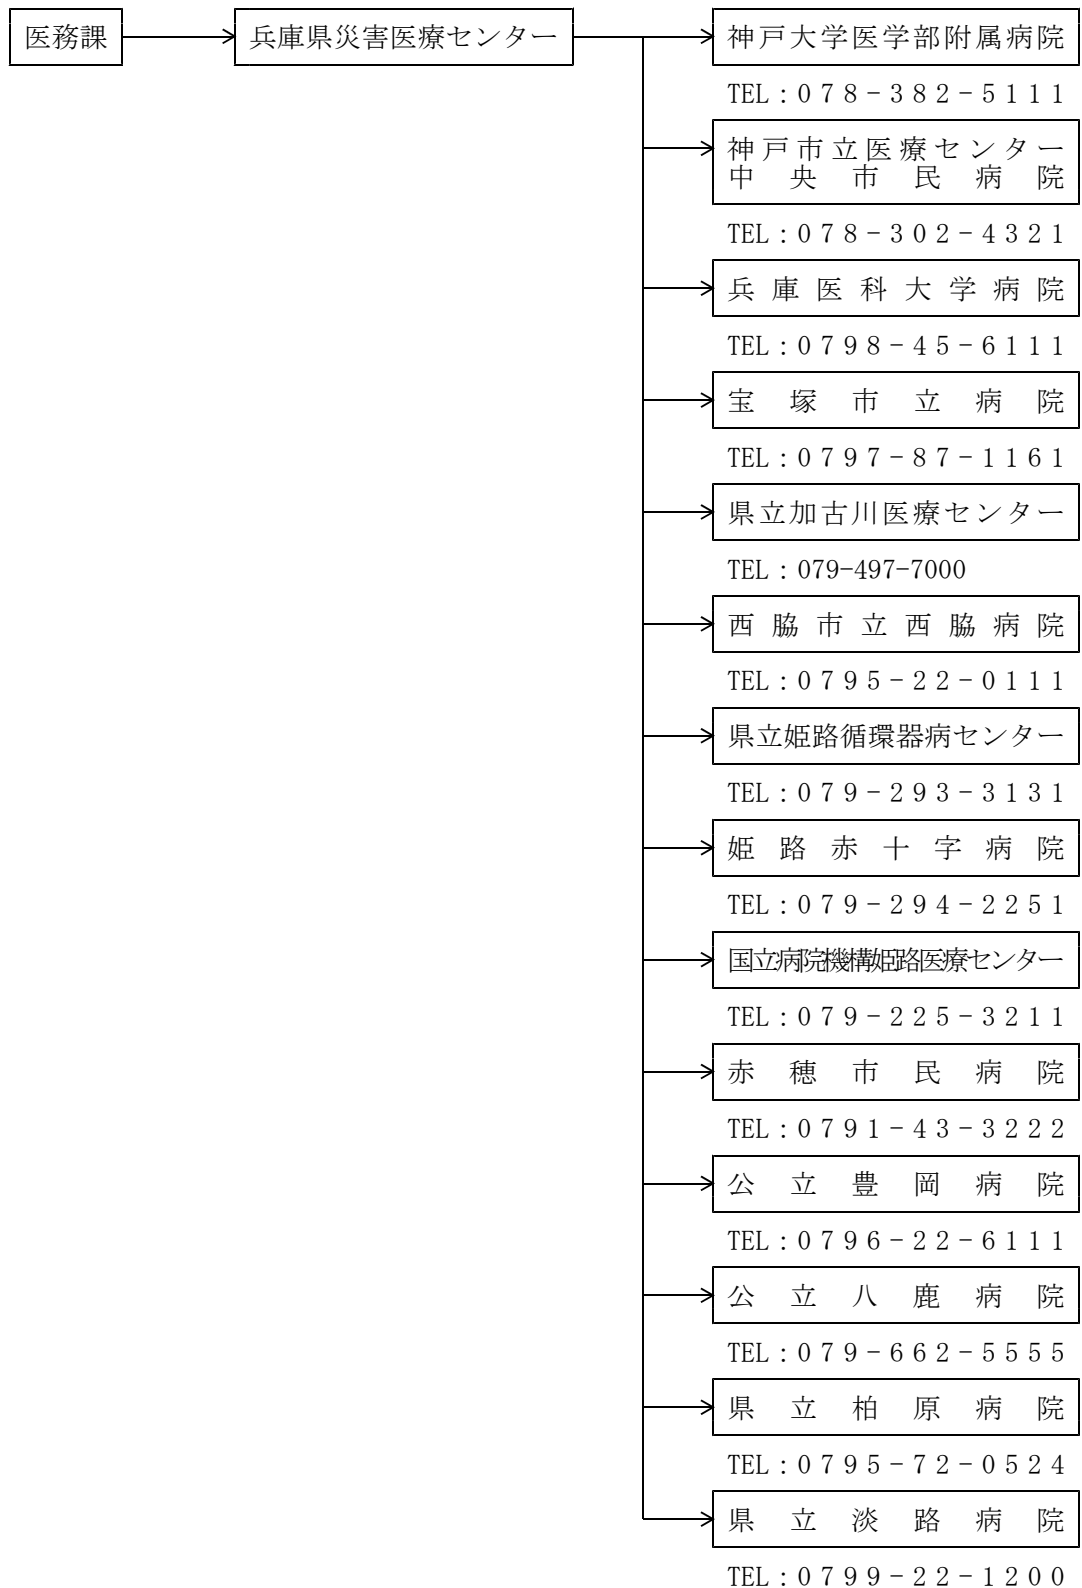 医務課
兵庫県災害医療センター
神戸大学医学部附属病院
TEL：０７８－３８２－５１１１
神戸市立医療センター
中央市民病院
TEL：０７８－３０２－４３２１
兵庫医科大学病院
TEL：０７９８－４５－６１１１
宝塚市立病院
TEL：０７９７－８７－１１６１
県立加古川医療センター
TEL：079-497-7000
西脇市立西脇病院
TEL：０７９５－２２－０１１１
県立姫路循環器病センター
TEL：０７９－２９３－３１３１
姫路赤十字病院
TEL：０７９－２９４－２２５１
国立病院機構姫路医療センター
TEL：０７９－２２５－３２１１
赤穂市民病院
TEL：０７９１－４３－３２２２
公立豊岡病院
TEL：０７９６－２２－６１１１
公立八鹿病院
TEL：０７９－６６２－５５５５
県立柏原病院
TEL：０７９５－７２－０５２４
県立淡路病院
TEL：０７９９－２２－１２００